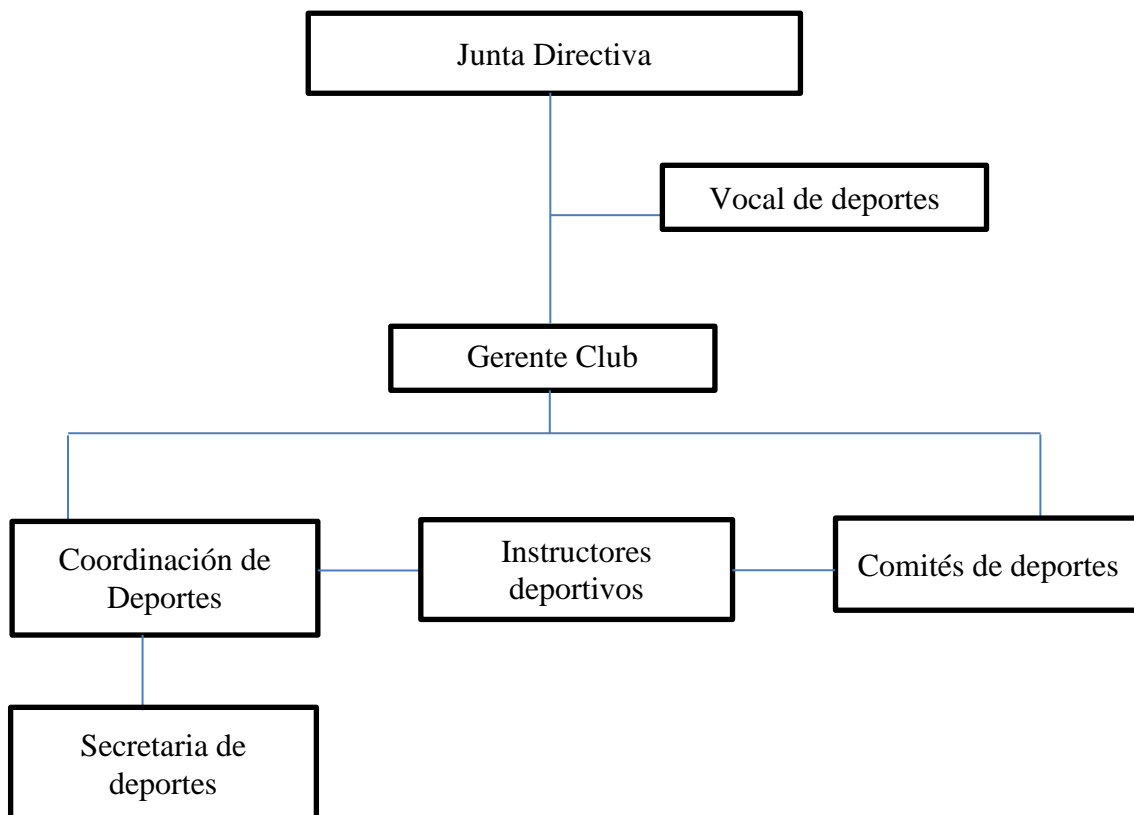 Junta Directiva
Vocal de deportes
Gerente Club
Coordinación de
Deportes
Instructores
deportivos
Comités de deportes
Secretaria de
deportes